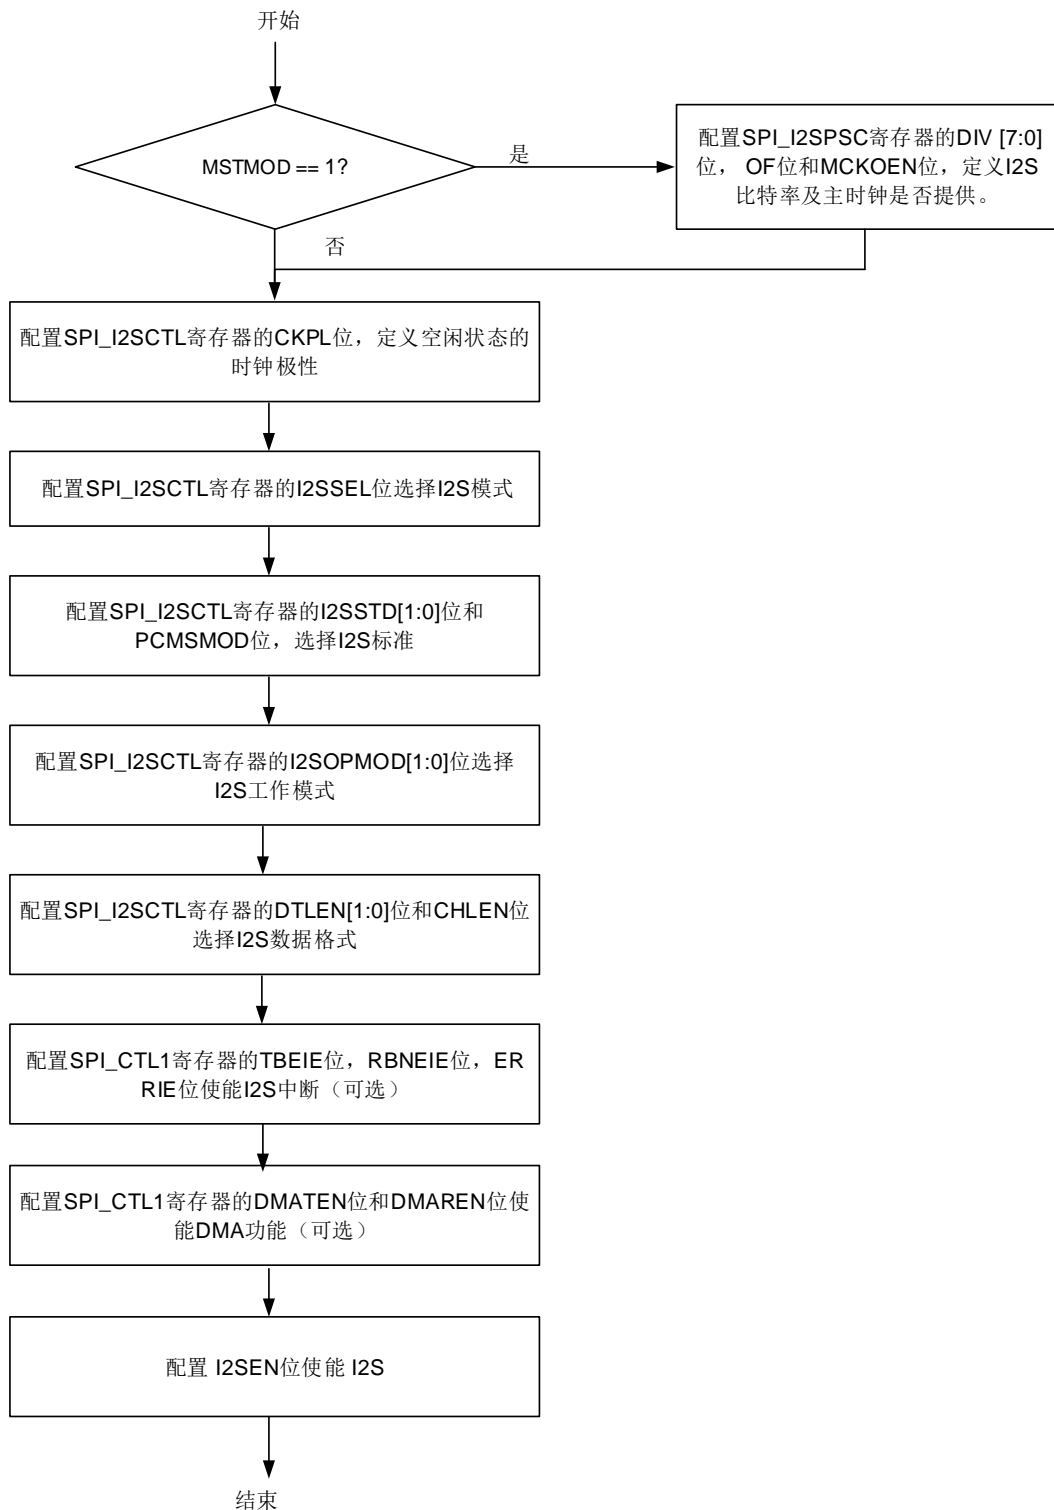 开始
MSTMOD == 1?
是
配置SPI_I2SPSC寄存器的DIV [7:0]
位， OF位和MCKOEN位，定义I2S
比特率及主时钟是否提供。
否
配置SPI_I2SCTL寄存器的CKPL位，定义空闲状态的
时钟极性
配置SPI_I2SCTL寄存器的I2SSEL位选择I2S模式
配置SPI_I2SCTL寄存器的I2SSTD[1:0]位和
PCMSMOD位，选择I2S标准
配置SPI_I2SCTL寄存器的I2SOPMOD[1:0]位选择
I2S工作模式
配置SPI_I2SCTL寄存器的DTLEN[1:0]位和CHLEN位
选择I2S数据格式
配置SPI_CTL1寄存器的TBEIE位，RBNEIE位，ER
RIE位使能I2S中断（可选）
配置SPI_CTL1寄存器的DMATEN位和DMAREN位使
能DMA功能（可选）
配置 I2SEN位使能 I2S
结束